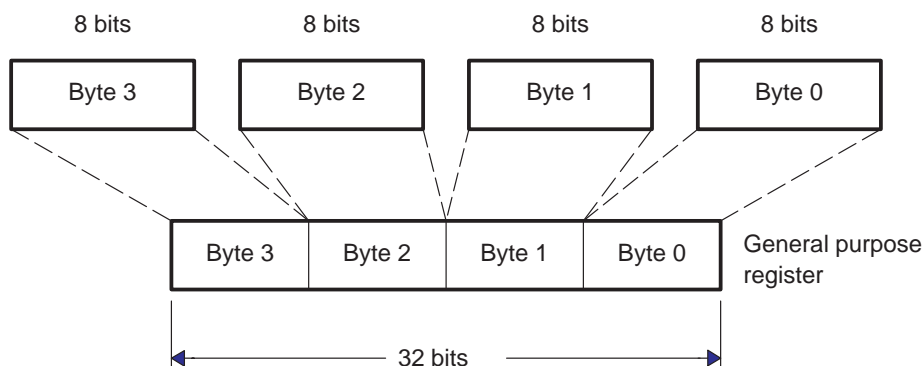 8 bits 8 bits 8 bits 8 bits
Byte 3 Byte 2 Byte 1 Byte 0
Byte 3 Byte 2 Byte 1 Byte 0
General purpose
register
32 bits